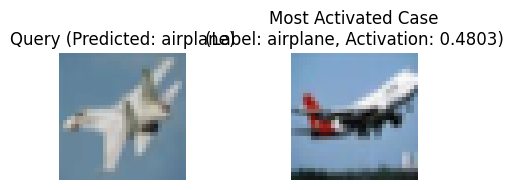 Most Activated Case
Query (Predicted: airplane)
(Label: airplane, Activation: 0.4803)